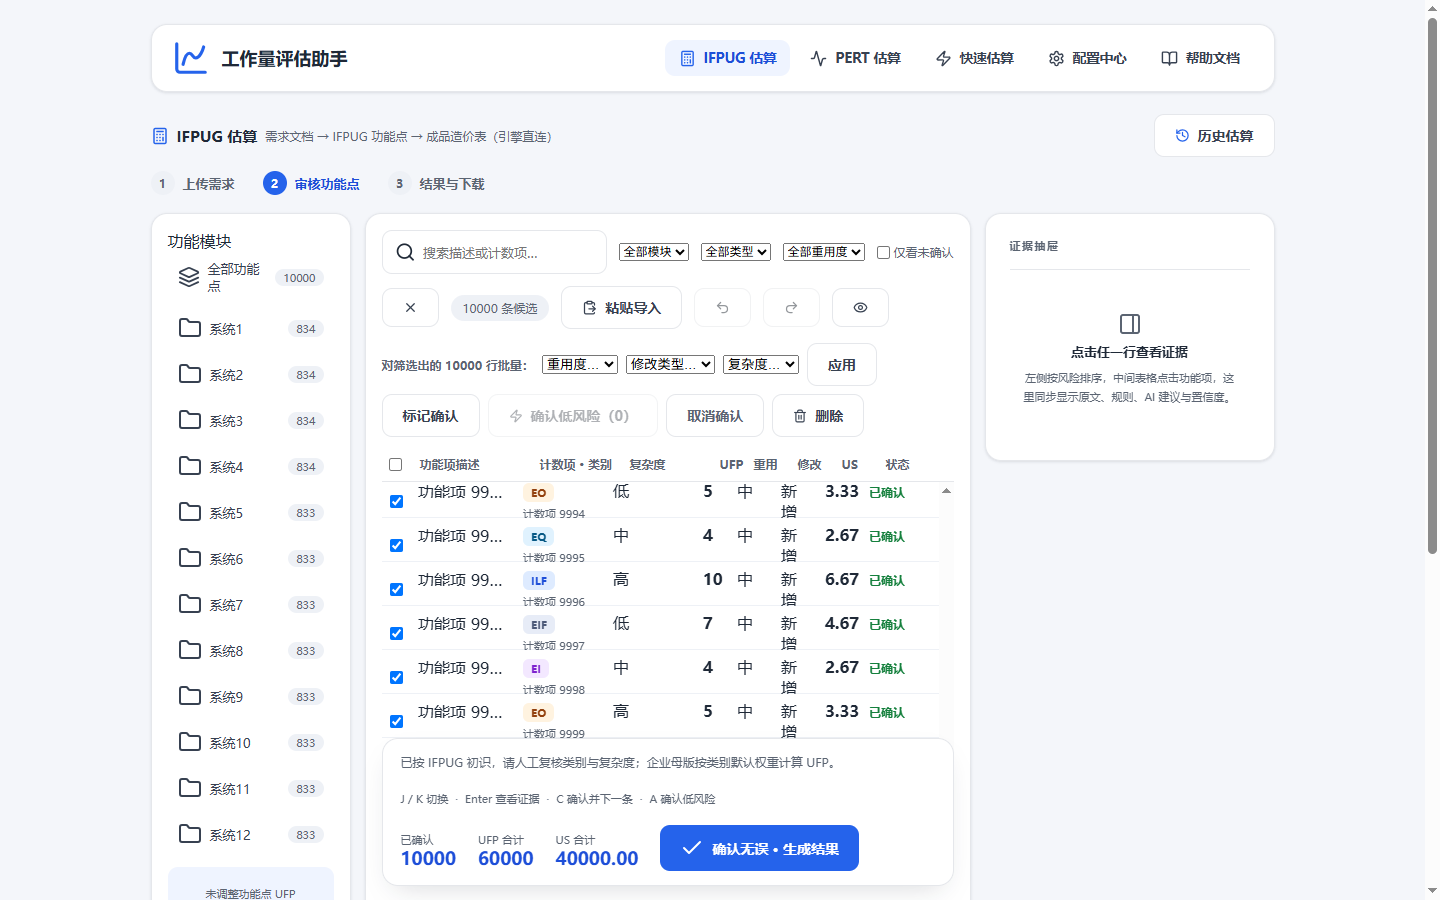 工作量评估助手
IFPUG 估算
PERT 估算
快速估算
配置中心
帮助文档
IFPUG 估算 需求文档 → IFPUG 功能点 → 成品造价表（引擎直连）
历史估算
1 上传需求
2 审核功能点
3 结果与下载
功能模块
全部功能点 10000
系统1 834
系统2 834
系统3 834
系统4 834
系统5 833
系统6 833
系统7 833
系统8 833
系统9 833
系统10 833
系统11 833
系统12 833
未调整功能点 UFP
搜索描述或计数项...
全部模块 全部类型 全部重用度 仅看未确认
10000 条候选 粘贴导入
对筛选出的 10000 行批量： 重用度… 修改类型… 复杂度… 应用
标记确认 确认低风险（0） 取消确认 删除
功能项描述 计数项 • 类别 复杂度 UFP 重用 修改 US 状态
功能项 99... EO 低 5 中 新增 3.33 已确认
计数项 9994
功能项 99... EQ 中 4 中 新增 2.67 已确认
计数项 9995
功能项 99... ILF 高 10 中 新增 6.67 已确认
计数项 9996
功能项 99... EIF 低 7 中 新增 4.67 已确认
计数项 9997
功能项 99... EI 中 4 中 新增 2.67 已确认
计数项 9998
功能项 99... EO 高 5 中 新增 3.33 已确认
计数项 9999
已按 IFPUG 初识，请人工复核类别与复杂度；企业母版按类别默认权重计算 UFP。
J / K 切换 · Enter 查看证据 · C 确认并下一条 · A 确认低风险
已确认 UFP 合计 US 合计
10000 60000 40000.00
确认无误 • 生成结果
证据抽屉
点击任一行查看证据
左侧按风险排序，中间表格点击功能项，这
里同步显示原文、规则、AI 建议与置信度。